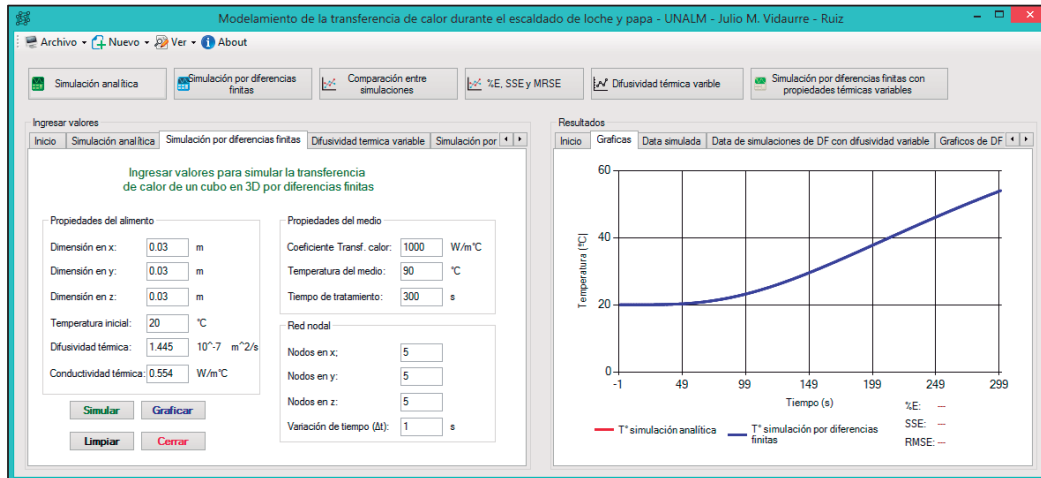 Modelamiento de la transferencia de calor durante el escaldado de loche y papa - UNALM - Julio M. Vidaurre - Ruiz
Archivo Nuevo Ver About
Simulación analítica
Simulación por diferencias
finitas
Comparación entre
simulaciones
%E, SSE y MRSE
Difusividad térmica varible
Simulación por diferencias finitas con
propiedades térmicas variables
Ingresar valores
Inicio Simulación analítica Simulación por diferencias finitas Difusividad termica variable Simulación por
Ingresar valores para simular la transferencia
de calor de un cubo en 3D por diferencias finitas
Propiedades del alimento
Dimensión en x: 0.03 m
Dimensión en y: 0.03 m
Dimensión en z: 0.03 m
Temperatura inicial: 20 °C
Difusividad térmica: 1.445 10^-7 m^2/s
Conductividad térmica: 0.554 W/m°C
Simular Graficar
Limpiar Cerrar
Propiedades del medio
Coeficiente Transf. calor: 1000 W/m°C
Temperatura del medio: 90 °C
Tiempo de tratamiento: 300 s
Red nodal
Nodos en x; 5
Nodos en y: 5
Nodos en z: 5
Variación de tiempo (Δt): 1 s
Resultados
Inicio Graficas Data simulada Data de simulaciones de DF con difusividad variable Graficos de DF
Temperatura (°C)
60
40
20
0
-1 49 99 149 199 249 299
Tiempo (s)
T° simulación analítica
T° simulación por diferencias
finitas
%E: ---
SSE: ---
RMSE: ---